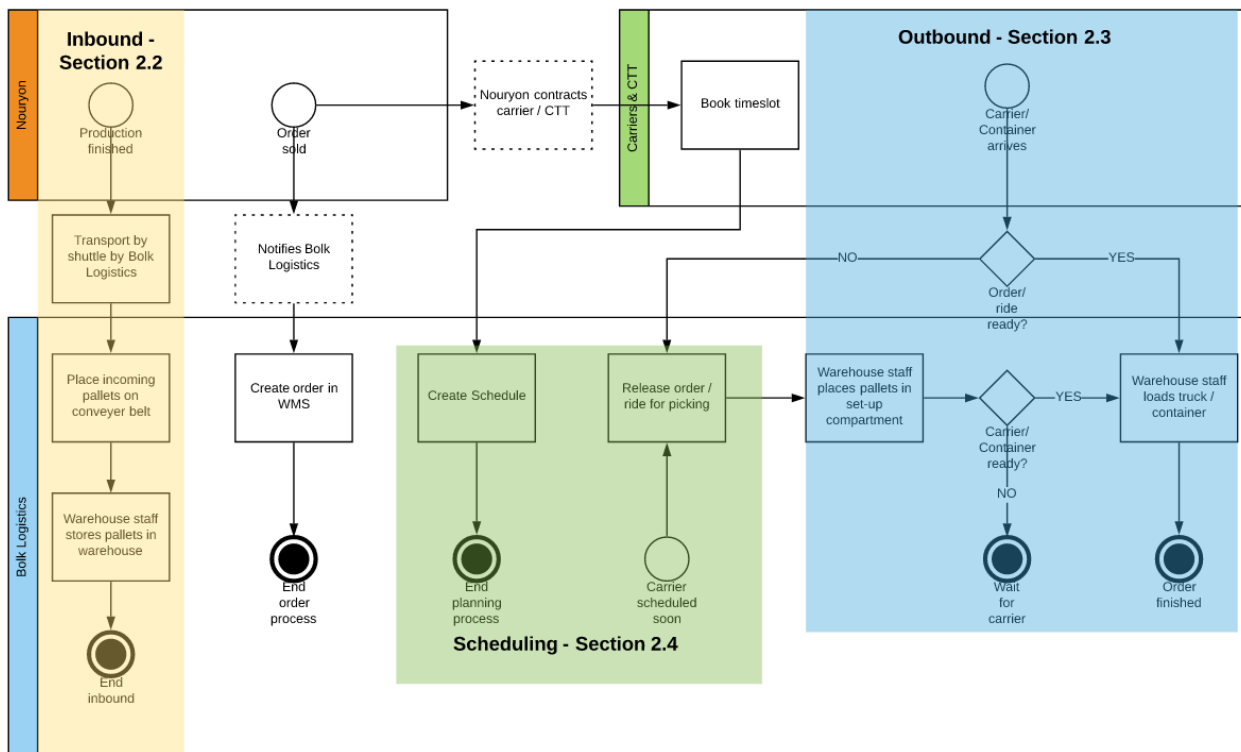 Inbound -
Section 2.2
Outbound - Section 2.3
Nouryon
Production
finished
Order
sold
Nouryon contracts
carrier / CTT
Carriers & CTT
Book timeslot
Carrier/
Container
arrives
Transport by
shuttle by Bolk
Logistics
Notifies Bolk
Logistics
NO
YES
Order/
ride
ready?
Bolk Logistics
Place incoming
pallets on
conveyer belt
Create order in
WMS
Create Schedule
Release order /
ride for picking
Warehouse staff
places pallets in
set-up
compartment
YES
Carrier/
Container
ready?
Warehouse staff
loads truck /
container
NO
Warehouse staff
stores pallets in
warehouse
End
order
process
End
planning
process
Carrier
scheduled
soon
Wait
for
carrier
Order
finished
Scheduling - Section 2.4
End
inbound